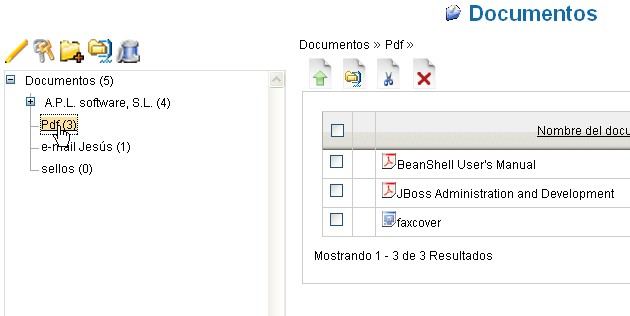 Documentos
Documentos » Pdf »
Documentos (5)
A.P.L. software, S.L. (4)
Pdf (3)
e-mail Jesús (1)
sellos (0)
Nombre del docu
BeanShell User's Manual
JBoss Administration and Development
faxcover
Mostrando 1 - 3 de 3 Resultados